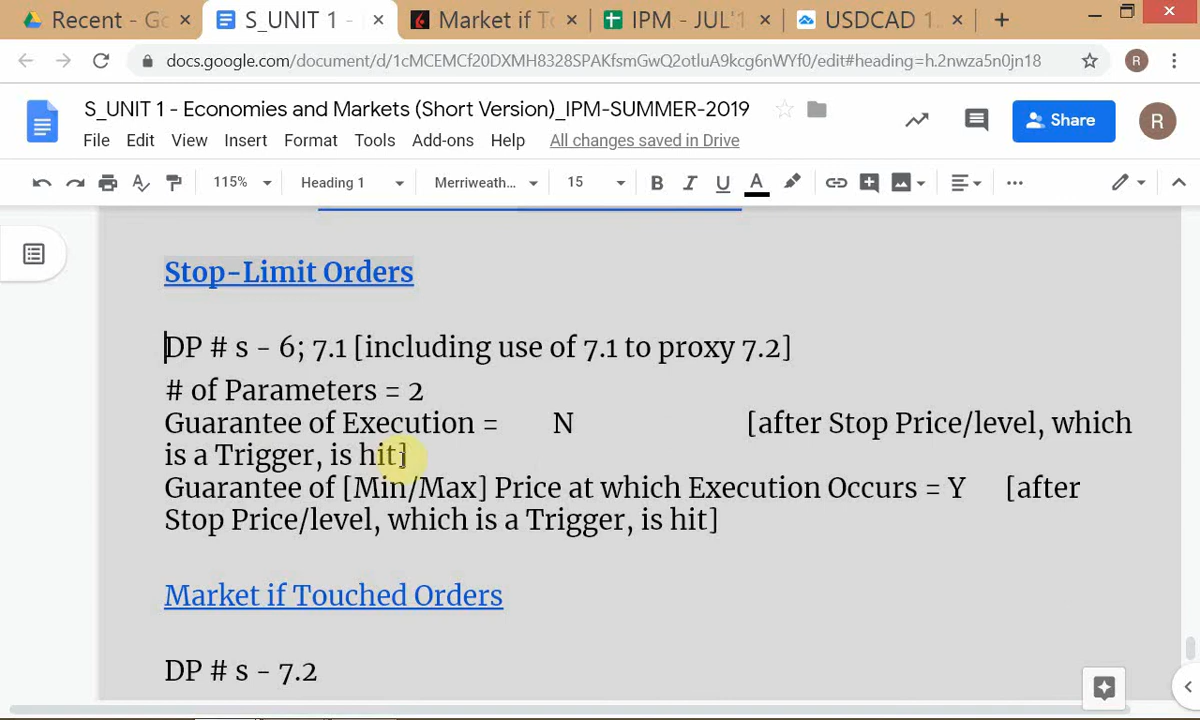 Recent - Go
S_UNIT 1 -
Market if To
IPM - JUL'1
USDCAD 1.
docs.google.com/document/d/1cMCEMCf20DXMH8328SPAKfsmGwQ2otluA9kcg6nWYf0/edit#heading=h.2nwza5n0jn18
R
S_UNIT 1 - Economies and Markets (Short Version)_IPM-SUMMER-2019
Share
R
File Edit View Insert Format Tools Add-ons Help All changes saved in Drive
115% Heading 1 Merriweath... 15 B I U A
Stop-Limit Orders
DP # s - 6; 7.1 [including use of 7.1 to proxy 7.2]
# of Parameters = 2
Guarantee of Execution = N [after Stop Price/level, which
is a Trigger, is hit]
Guarantee of [Min/Max] Price at which Execution Occurs = Y [after
Stop Price/level, which is a Trigger, is hit]
Market if Touched Orders
DP # s - 7.2